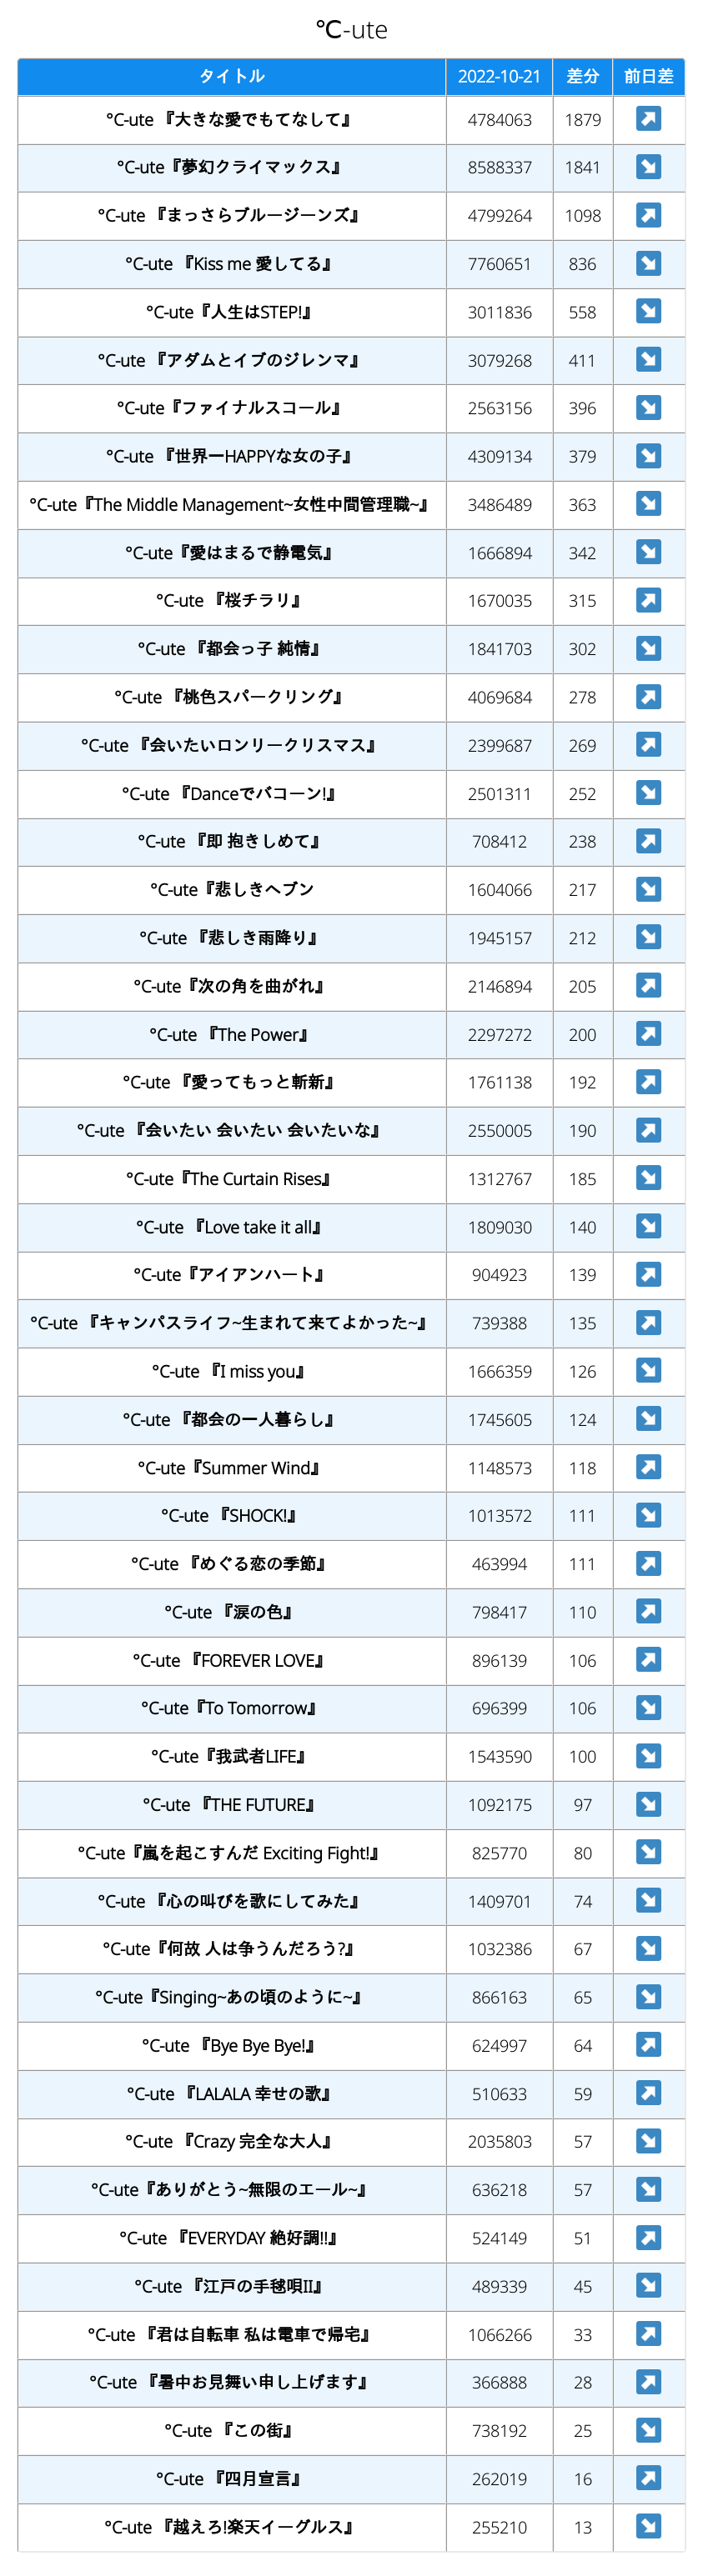 ℃-ute
タイトル 2022-10-21 差分 前日差
°C-ute 『大きな愛でもてなして』 4784063 1879 ↗
°C-ute『夢幻クライマックス』 8588337 1841 ↘
°C-ute 『まっさらブルージーンズ』 4799264 1098 ↗
°C-ute 『Kiss me 愛してる』 7760651 836 ↘
°C-ute『人生はSTEP!』 3011836 558 ↘
°C-ute 『アダムとイブのジレンマ』 3079268 411 ↘
°C-ute『ファイナルスコール』 2563156 396 ↘
°C-ute 『世界一HAPPYな女の子』 4309134 379 ↘
°C-ute『The Middle Management~女性中間管理職~』 3486489 363 ↘
°C-ute『愛はまるで静電気』 1666894 342 ↘
°C-ute 『桜チラリ』 1670035 315 ↗
°C-ute 『都会っ子 純情』 1841703 302 ↘
°C-ute 『桃色スパークリング』 4069684 278 ↗
°C-ute 『会いたいロンリークリスマス』 2399687 269 ↗
°C-ute 『Danceでバコーン!』 2501311 252 ↘
°C-ute 『即 抱きしめて』 708412 238 ↗
°C-ute『悲しきヘブン 1604066 217 ↘
°C-ute 『悲しき雨降り』 1945157 212 ↘
°C-ute『次の角を曲がれ』 2146894 205 ↗
°C-ute 『The Power』 2297272 200 ↗
°C-ute 『愛ってもっと斬新』 1761138 192 ↗
°C-ute 『会いたい 会いたい 会いたいな』 2550005 190 ↗
°C-ute『The Curtain Rises』 1312767 185 ↘
°C-ute 『Love take it all』 1809030 140 ↘
°C-ute『アイアンハート』 904923 139 ↗
°C-ute 『キャンパスライフ~生まれて来てよかった~』 739388 135 ↗
°C-ute 『I miss you』 1666359 126 ↘
°C-ute 『都会の一人暮らし』 1745605 124 ↘
°C-ute『Summer Wind』 1148573 118 ↗
°C-ute 『SHOCK!』 1013572 111 ↘
°C-ute 『めぐる恋の季節』 463994 111 ↗
°C-ute 『涙の色』 798417 110 ↗
°C-ute 『FOREVER LOVE』 896139 106 ↗
°C-ute『To Tomorrow』 696399 106 ↘
°C-ute『我武者LIFE』 1543590 100 ↘
°C-ute 『THE FUTURE』 1092175 97 ↘
°C-ute『嵐を起こすんだ Exciting Fight!』 825770 80 ↘
°C-ute 『心の叫びを歌にしてみた』 1409701 74 ↘
°C-ute『何故 人は争うんだろう?』 1032386 67 ↘
°C-ute『Singing~あの頃のように~』 866163 65 ↘
°C-ute 『Bye Bye Bye!』 624997 64 ↗
°C-ute 『LALALA 幸せの歌』 510633 59 ↗
°C-ute 『Crazy 完全な大人』 2035803 57 ↘
°C-ute『ありがとう~無限のエール~』 636218 57 ↘
°C-ute 『EVERYDAY 絶好調!!』 524149 51 ↗
°C-ute 『江戸の手毬唄II』 489339 45 ↘
°C-ute 『君は自転車 私は電車で帰宅』 1066266 33 ↗
°C-ute 『暑中お見舞い申し上げます』 366888 28 ↗
°C-ute 『この街』 738192 25 ↘
°C-ute 『四月宣言』 262019 16 ↗
°C-ute 『越えろ!楽天イーグルス』 255210 13 ↘